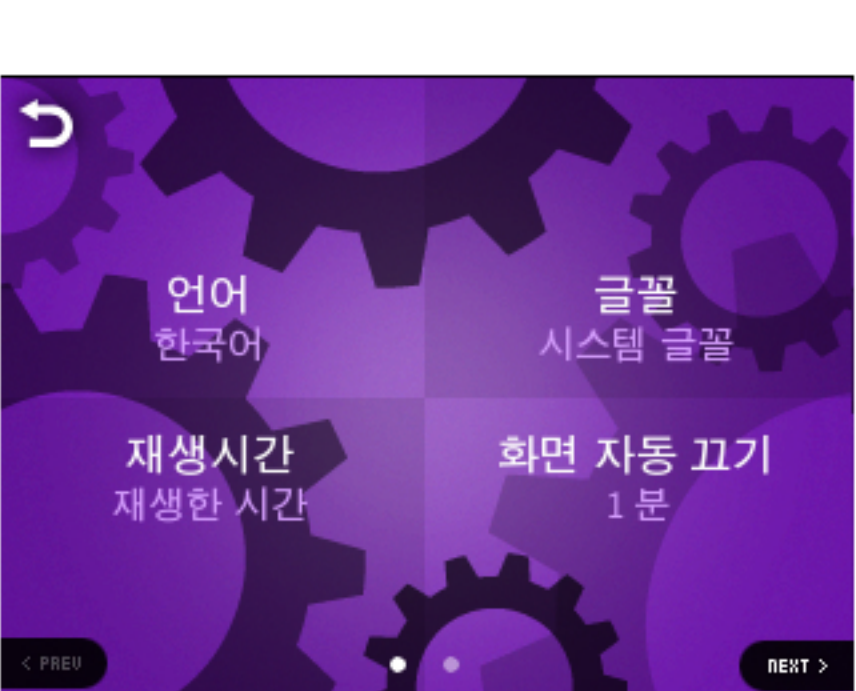 언어
한국어
글꼴
시스템 글꼴
재생시간
재생한 시간
화면 자동 끄기
1 분
< PREV
NEXT >